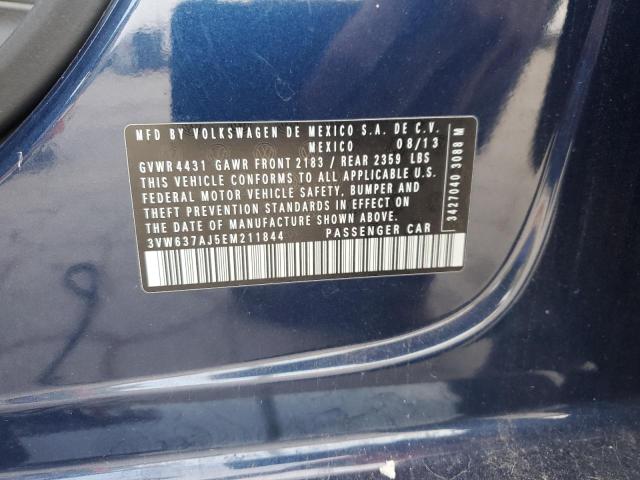 MFD BY VOLKSWAGEN DE MEXICO S.A. DE C.V.
MEXICO 08/13
GVWR 4431 GAWR FRONT 2183 / REAR 2359 LBS
THIS VEHICLE CONFORMS TO ALL APPLICABLE U.S.
FEDERAL MOTOR VEHICLE SAFETY, BUMPER AND
THEFT PREVENTION STANDARDS IN EFFECT ON
THE DATE OF MANUFACTURE SHOWN ABOVE.
3VW637AJ5EM211844 PASSENGER CAR
3427040 3088 M